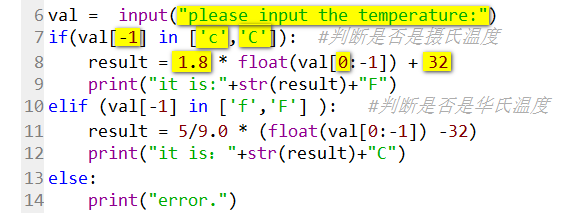 6 val =  input("please input the temperature:")
7 if(val[-1] in ['c','C']):  #判断是否是摄氏温度
8     result = 1.8 * float(val[0:-1]) + 32
9     print("it is:"+str(result)+"F")
10 elif (val[-1] in ['f','F'] ):   #判断是否是华氏温度
11     result = 5/9.0 * (float(val[0:-1]) -32)
12     print("it is： "+str(result)+"C")
13 else:
14     print("error.")